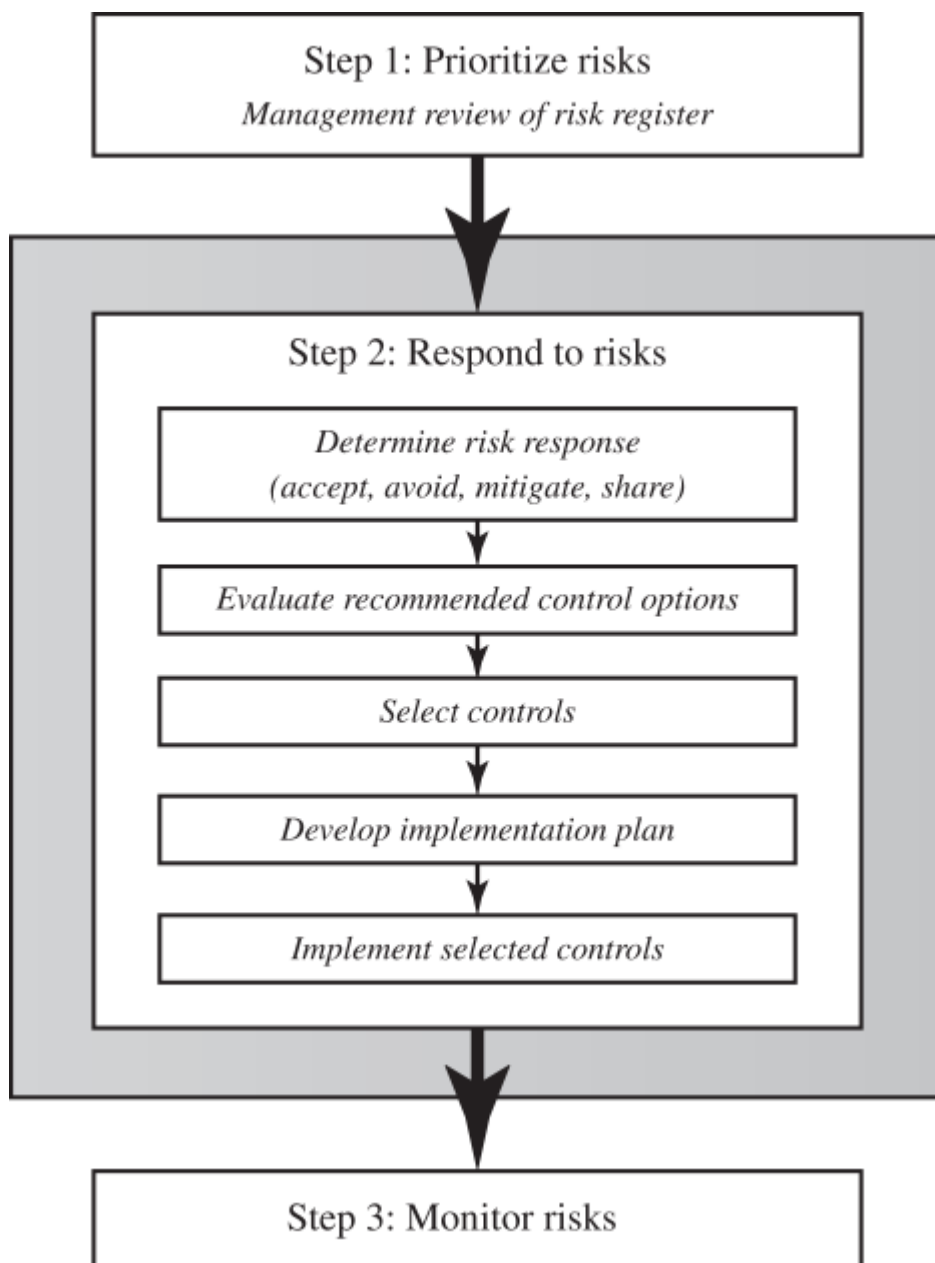 Step 1: Prioritize risks
Management review of risk register
Step 2: Respond to risks
Determine risk response
(accept, avoid, mitigate, share)
Evaluate recommended control options
Select controls
Develop implementation plan
Implement selected controls
Step 3: Monitor risks